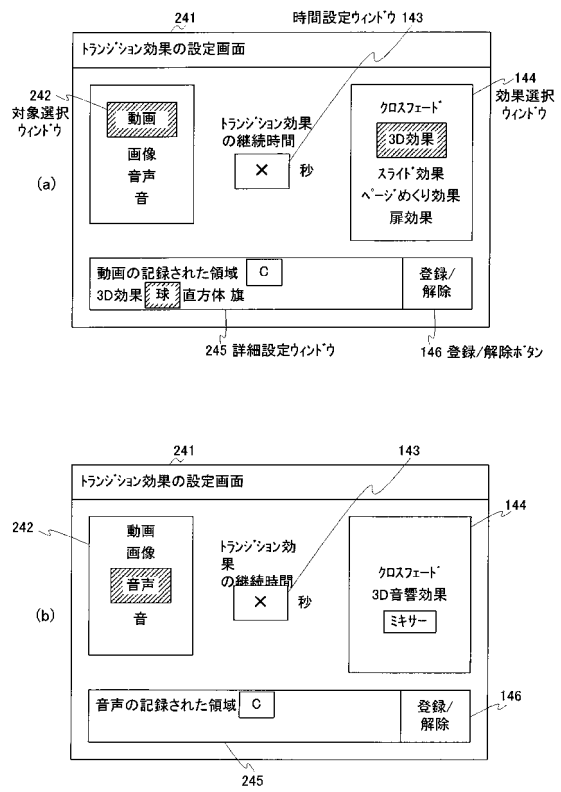 時間設定ウィンドウ 143
241
トランジション効果の設定画面
242
対象選択
ウィンドウ
動画
画像
音声
音
トランジション効果
の継続時間
× 秒
144
効果選択
ウィンドウ
クロスフェード
3D効果
スライド効果
ページめくり効果
扉効果
(a)
動画の記録された領域 C
3D効果 球 直方体 旗
登録/
解除
245 詳細設定ウィンドウ
146 登録/解除ボタン
241
143
トランジション効果の設定画面
242
動画
画像
音声
音
トランジション効
果
の継続時間
× 秒
144
クロスフェード
3D音響効果
ミキサー
(b)
音声の記録された領域 C
登録/
解除
146
245